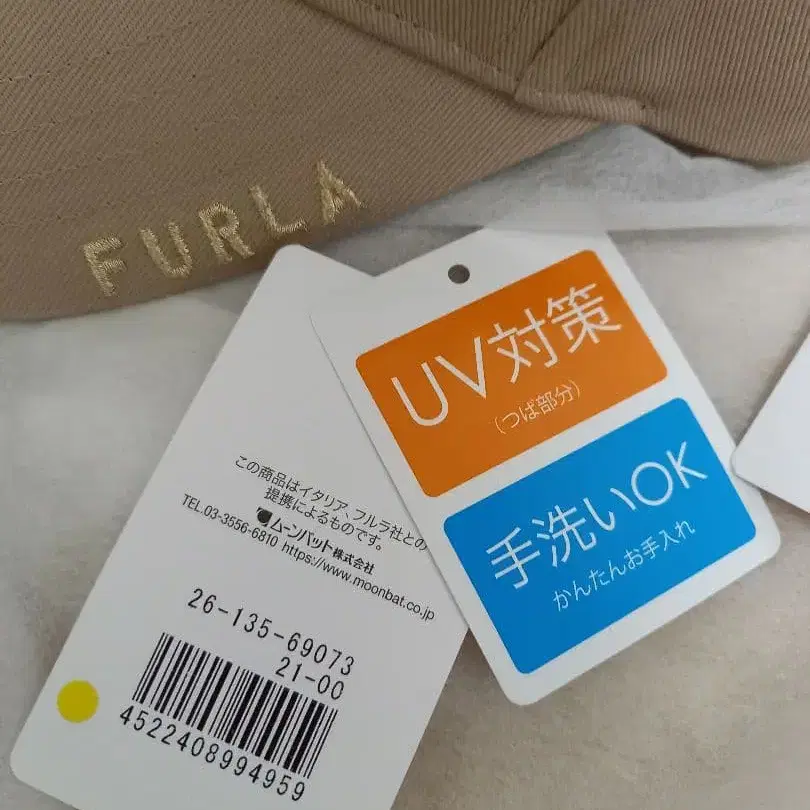 FURLA
UV対策
(つば部分)
手洗いOK
かんたんお手入れ
この商品はイタリア、フルラ社との
提携によるものです。
ムーンバット株式会社
TEL.03-3556-6810 https://www.moonbat.co.jp
26-135-69073
21-00
4522408994959